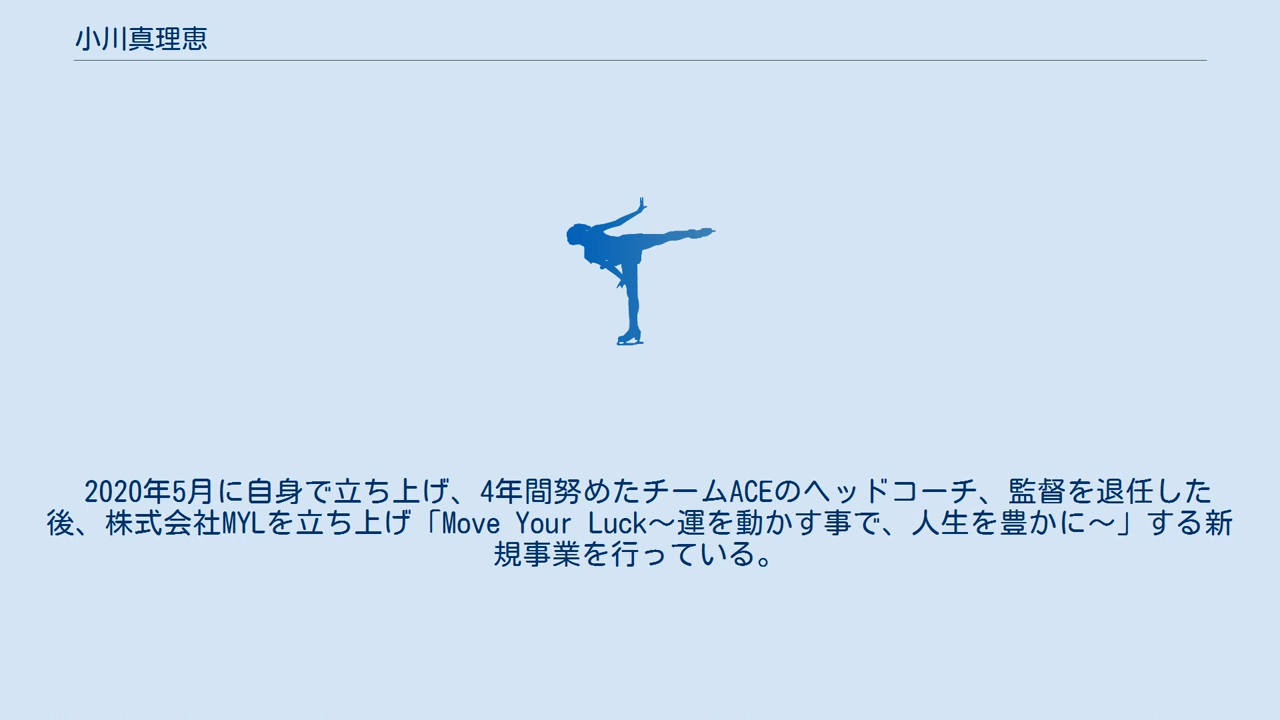 小川真理恵
2020年5月に自身で立ち上げ、4年間努めたチームACEのヘッドコーチ、監督を退任した
後、株式会社MYLを立ち上げ「Move Your Luck～運を動かす事で、人生を豊かに～」する新
規事業を行っている。